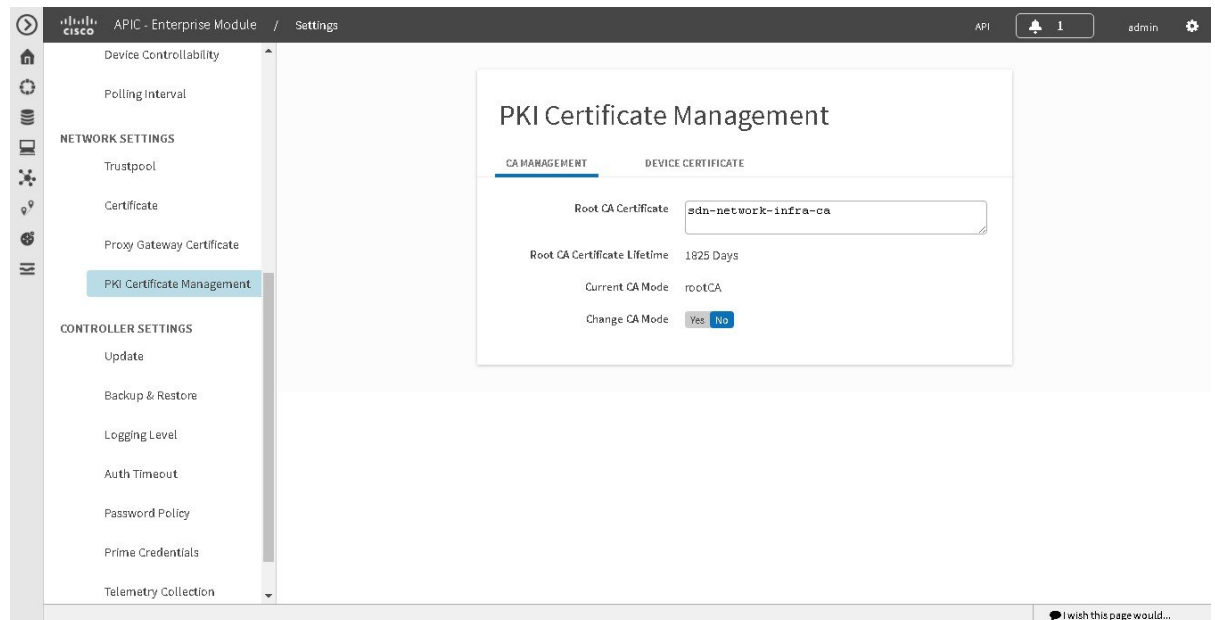 cisco APIC - Enterprise Module / Settings API 1 admin
Device Controllability
Polling Interval
NETWORK SETTINGS
Trustpool
Certificate
Proxy Gateway Certificate
PKI Certificate Management
CONTROLLER SETTINGS
Update
Backup & Restore
Logging Level
Auth Timeout
Password Policy
Prime Credentials
Telemetry Collection
PKI Certificate Management
CA MANAGEMENT DEVICE CERTIFICATE
Root CA Certificate sdn-network-infra-ca
Root CA Certificate Lifetime 1825 Days
Current CA Mode rootCA
Change CA Mode Yes No
I wish this page would...